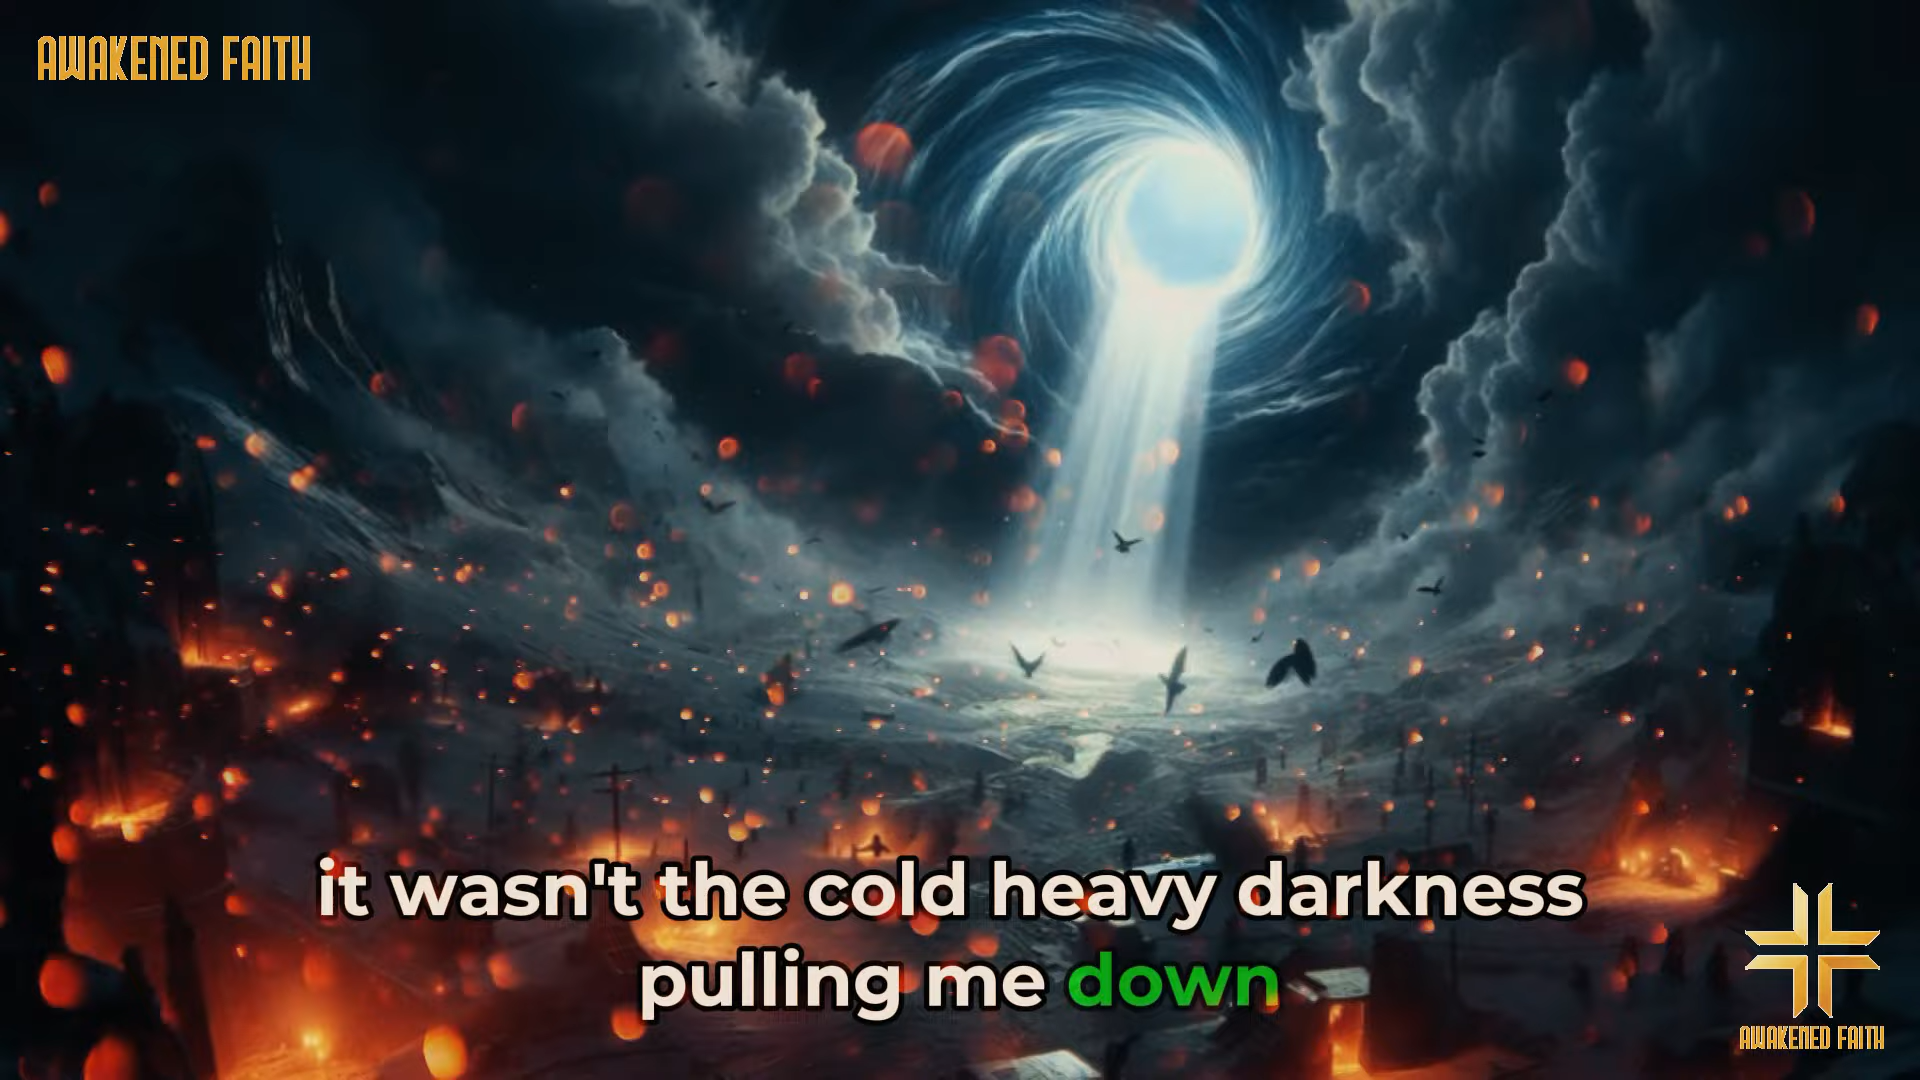 AWAKENED FAITH
it wasn't the cold heavy darkness
pulling me down
AWAKENED FAITH